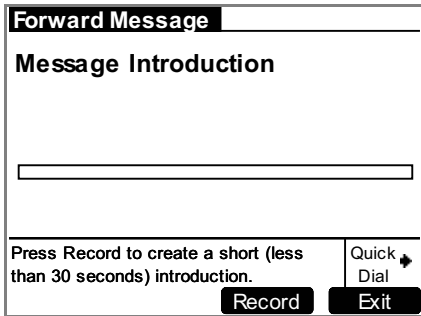 Forward Message
Message Introduction
Press Record to create a short (less
than 30 seconds) introduction.
Quick
Dial
Record
Exit